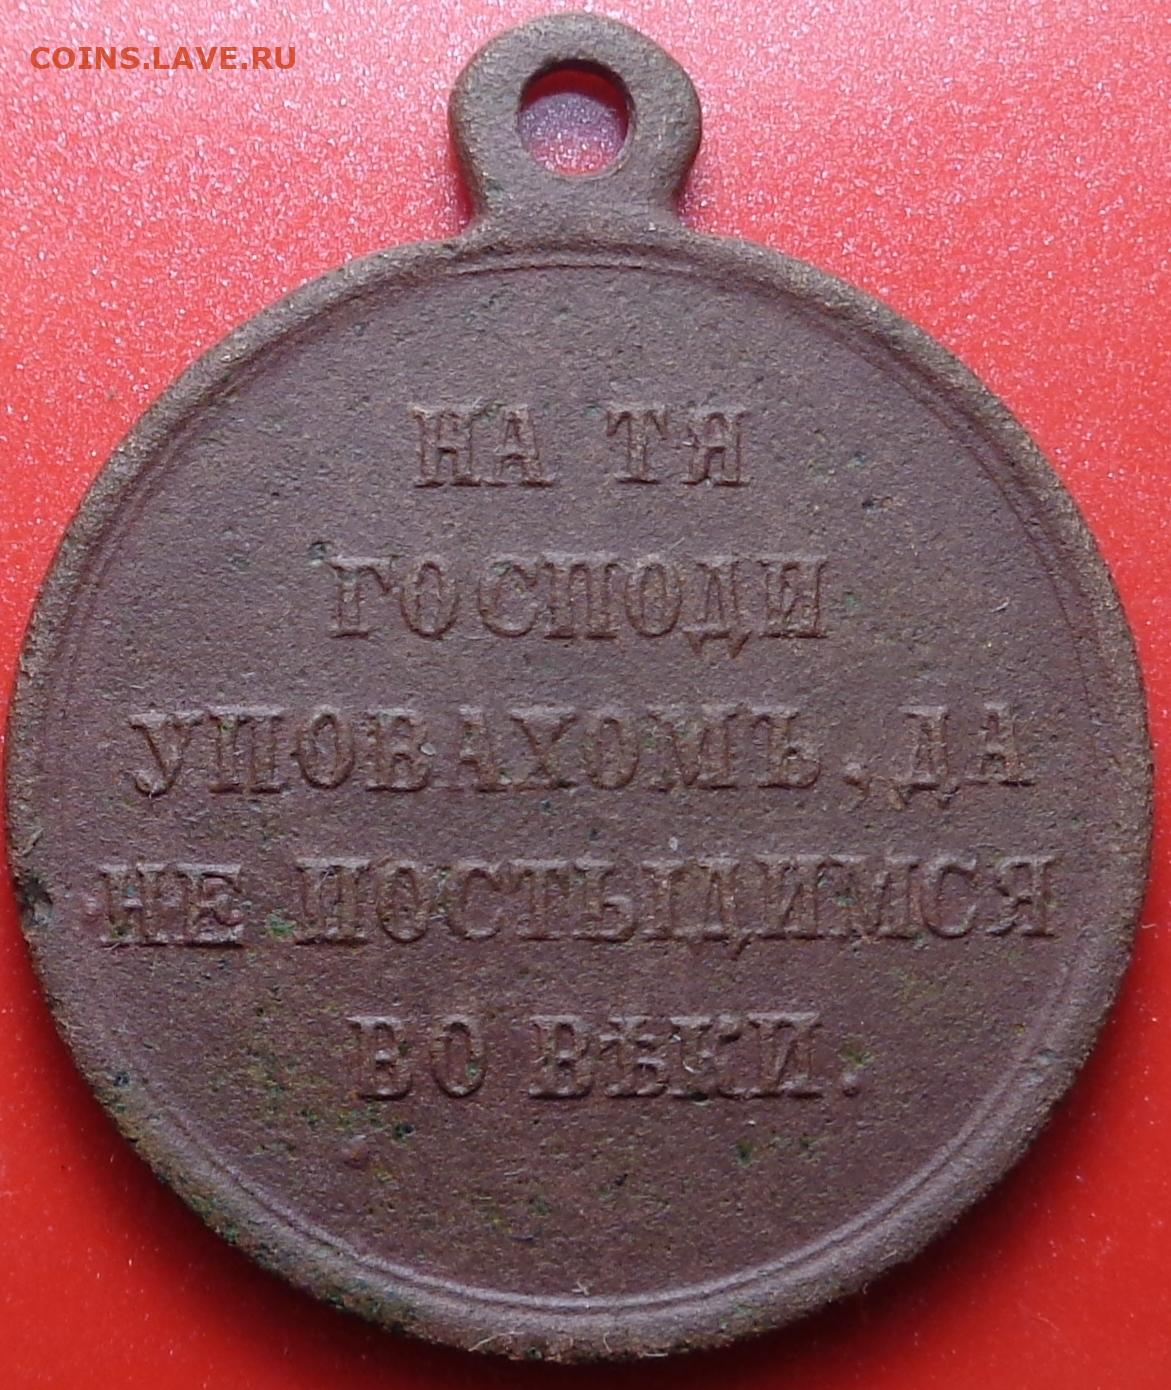 COINS.LAVE.RU
НА ТЯ
ГОСПОДИ
УПОВАХОМЪ, ДА
НЕ ПОСТЫДИМСЯ
ВО ВѢКИ.